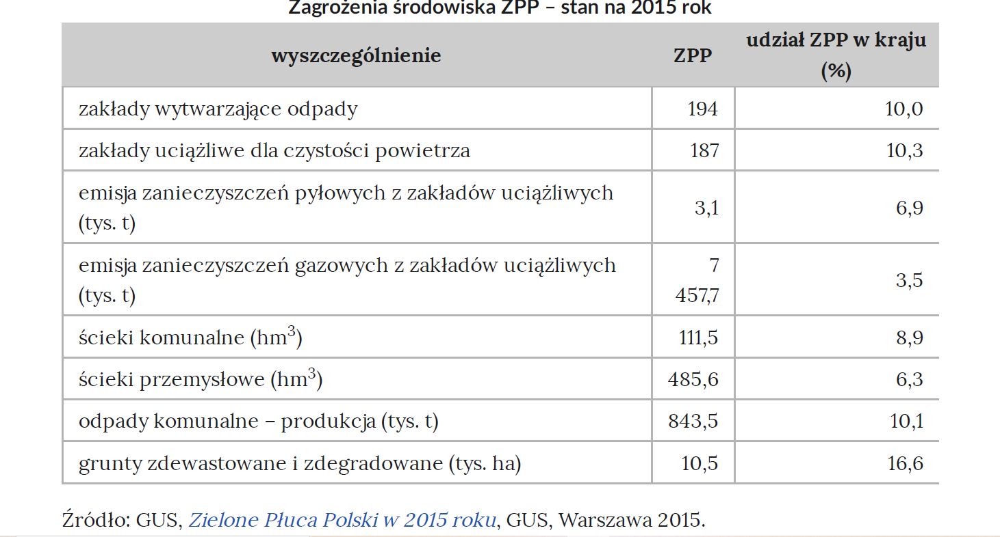 Zagrożenia środowiska ZPP – stan na 2015 rok
wyszczególnienie ZPP udział ZPP w kraju
(%)
zakłady wytwarzające odpady 194 10,0
zakłady uciążliwe dla czystości powietrza 187 10,3
emisja zanieczyszczeń pyłowych z zakładów uciążliwych
(tys. t) 3,1 6,9
emisja zanieczyszczeń gazowych z zakładów uciążliwych 7
(tys. t) 457,7 3,5
ścieki komunalne (hm³) 111,5 8,9
ścieki przemysłowe (hm³) 485,6 6,3
odpady komunalne – produkcja (tys. t) 843,5 10,1
grunty zdewastowane i zdegradowane (tys. ha) 10,5 16,6
Źródło: GUS, Zielone Płuca Polski w 2015 roku, GUS, Warszawa 2015.